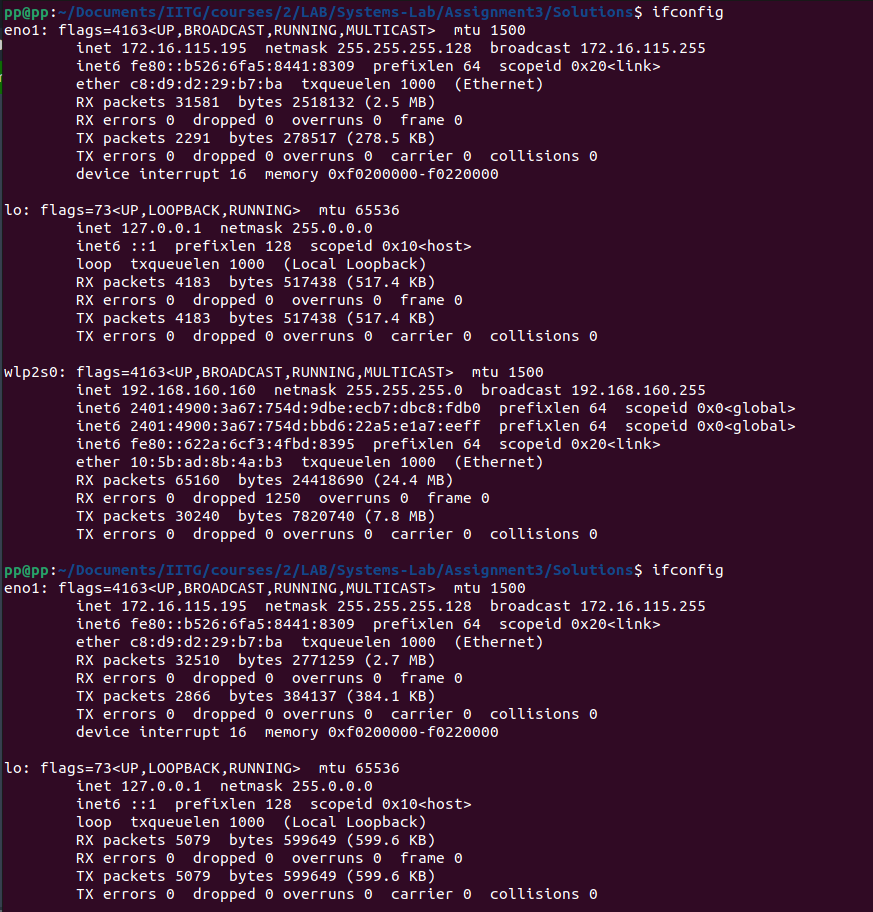 pp@pp:~/Documents/IITG/courses/2/LAB/Systems-Lab/Assignment3/Solutions$ ifconfig
eno1: flags=4163<UP,BROADCAST,RUNNING,MULTICAST>  mtu 1500
        inet 172.16.115.195  netmask 255.255.255.128  broadcast 172.16.115.255
        inet6 fe80::b526:6fa5:8441:8309  prefixlen 64  scopeid 0x20<link>
        ether c8:d9:d2:29:b7:ba  txqueuelen 1000  (Ethernet)
        RX packets 31581  bytes 2518132 (2.5 MB)
        RX errors 0  dropped 0  overruns 0  frame 0
        TX packets 2291  bytes 278517 (278.5 KB)
        TX errors 0  dropped 0 overruns 0  carrier 0  collisions 0
        device interrupt 16  memory 0xf0200000-f0220000

lo: flags=73<UP,LOOPBACK,RUNNING>  mtu 65536
        inet 127.0.0.1  netmask 255.0.0.0
        inet6 ::1  prefixlen 128  scopeid 0x10<host>
        loop  txqueuelen 1000  (Local Loopback)
        RX packets 4183  bytes 517438 (517.4 KB)
        RX errors 0  dropped 0  overruns 0  frame 0
        TX packets 4183  bytes 517438 (517.4 KB)
        TX errors 0  dropped 0 overruns 0  carrier 0  collisions 0

wlp2s0: flags=4163<UP,BROADCAST,RUNNING,MULTICAST>  mtu 1500
        inet 192.168.160.160  netmask 255.255.255.0  broadcast 192.168.160.255
        inet6 2401:4900:3a67:754d:9dbe:ecb7:dbc8:fdb0  prefixlen 64  scopeid 0x0<global>
        inet6 2401:4900:3a67:754d:bbd6:22a5:e1a7:eeff  prefixlen 64  scopeid 0x0<global>
        inet6 fe80::622a:6cf3:4fbd:8395  prefixlen 64  scopeid 0x20<link>
        ether 10:5b:ad:8b:4a:b3  txqueuelen 1000  (Ethernet)
        RX packets 65160  bytes 24418690 (24.4 MB)
        RX errors 0  dropped 1250  overruns 0  frame 0
        TX packets 30240  bytes 7820740 (7.8 MB)
        TX errors 0  dropped 0 overruns 0  carrier 0  collisions 0

pp@pp:~/Documents/IITG/courses/2/LAB/Systems-Lab/Assignment3/Solutions$ ifconfig
eno1: flags=4163<UP,BROADCAST,RUNNING,MULTICAST>  mtu 1500
        inet 172.16.115.195  netmask 255.255.255.128  broadcast 172.16.115.255
        inet6 fe80::b526:6fa5:8441:8309  prefixlen 64  scopeid 0x20<link>
        ether c8:d9:d2:29:b7:ba  txqueuelen 1000  (Ethernet)
        RX packets 32510  bytes 2771259 (2.7 MB)
        RX errors 0  dropped 0  overruns 0  frame 0
        TX packets 2866  bytes 384137 (384.1 KB)
        TX errors 0  dropped 0 overruns 0  carrier 0  collisions 0
        device interrupt 16  memory 0xf0200000-f0220000

lo: flags=73<UP,LOOPBACK,RUNNING>  mtu 65536
        inet 127.0.0.1  netmask 255.0.0.0
        inet6 ::1  prefixlen 128  scopeid 0x10<host>
        loop  txqueuelen 1000  (Local Loopback)
        RX packets 5079  bytes 599649 (599.6 KB)
        RX errors 0  dropped 0  overruns 0  frame 0
        TX packets 5079  bytes 599649 (599.6 KB)
        TX errors 0  dropped 0 overruns 0  carrier 0  collisions 0